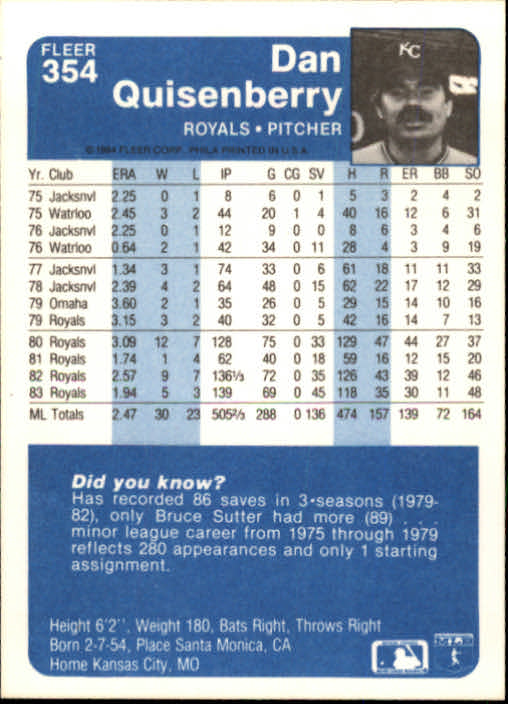 FLEER
354
Dan
Quisenberry
ROYALS • PITCHER
© 1984 FLEER CORP. PHILA PRINTED IN U.S.A.
KC
Yr. Club ERA W L IP G CG SV H R ER BB SO
75 Jacksnvl 2.25 0 1 8 6 0 1 5 3 2 4 2
75 Watrloo 2.45 3 2 44 20 1 4 40 16 12 6 31
76 Jacksnvl 2.25 0 1 12 9 0 0 8 6 3 4 6
76 Watrloo 0.64 2 1 42 34 0 11 28 4 3 9 19
77 Jacksnvl 1.34 3 1 74 33 0 6 61 18 11 11 33
78 Jacksnvl 2.39 4 2 64 48 0 15 62 22 17 12 29
79 Omaha 3.60 2 1 35 26 0 5 29 15 14 10 16
79 Royals 3.15 3 2 40 32 0 5 42 16 14 7 13
80 Royals 3.09 12 7 128 75 0 33 129 47 44 27 37
81 Royals 1.74 1 4 62 40 0 18 59 16 12 15 20
82 Royals 2.57 9 7 136⅓ 72 0 35 126 43 39 12 46
83 Royals 1.94 5 3 139 69 0 45 118 35 30 11 48
ML Totals 2.47 30 23 505⅔ 288 0 136 474 157 139 72 164
Did you know?
Has recorded 86 saves in 3•seasons (1979-
82), only Bruce Sutter had more (89) . . .
minor league career from 1975 through 1979
reflects 280 appearances and only 1 starting
assignment.
Height 6'2", Weight 180, Bats Right, Throws Right
Born 2-7-54, Place Santa Monica, CA
Home Kansas City, MO